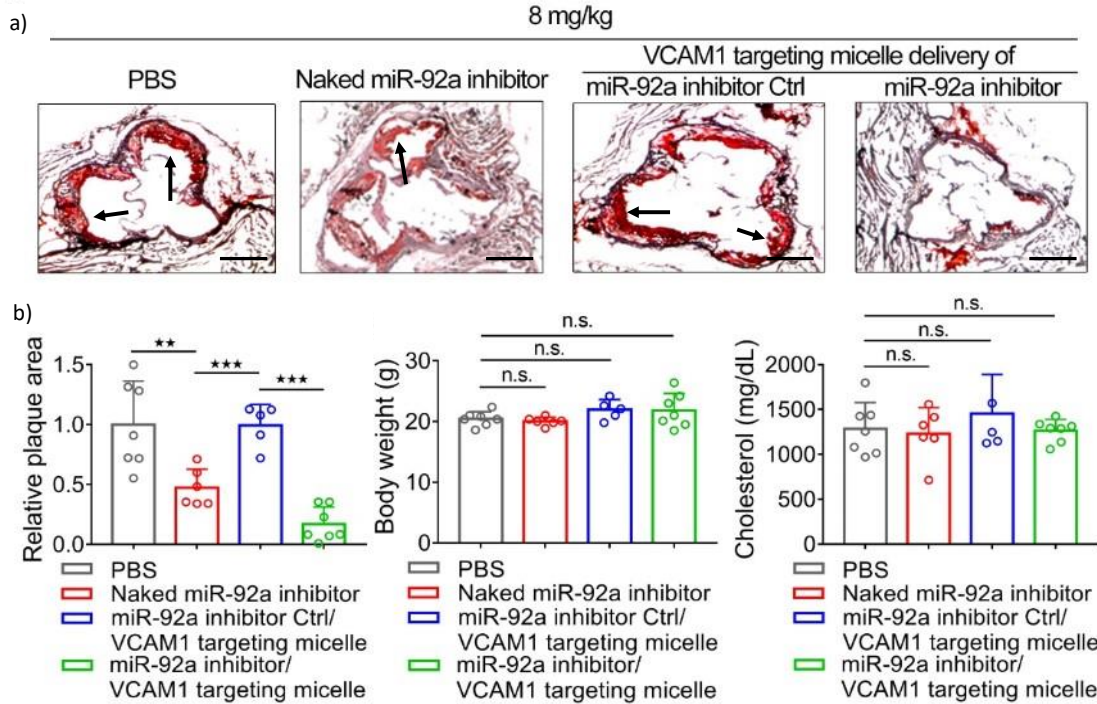 a)
8 mg/kg
VCAM1 targeting micelle delivery of
PBS
Naked miR-92a inhibitor
miR-92a inhibitor Ctrl
miR-92a inhibitor
b)
Relative plaque area
1.5
1.0
0.5
0.0
★★
★★★
★★★
PBS
Naked miR-92a inhibitor
miR-92a inhibitor Ctrl/
VCAM1 targeting micelle
miR-92a inhibitor/
VCAM1 targeting micelle
Body weight (g)
30
20
10
0
n.s.
n.s.
n.s.
PBS
Naked miR-92a inhibitor
miR-92a inhibitor Ctrl/
VCAM1 targeting micelle
miR-92a inhibitor/
VCAM1 targeting micelle
Cholesterol (mg/dL)
2000
1500
1000
500
0
n.s.
n.s.
n.s.
PBS
Naked miR-92a inhibitor
miR-92a inhibitor Ctrl/
VCAM1 targeting micelle
miR-92a inhibitor/
VCAM1 targeting micelle